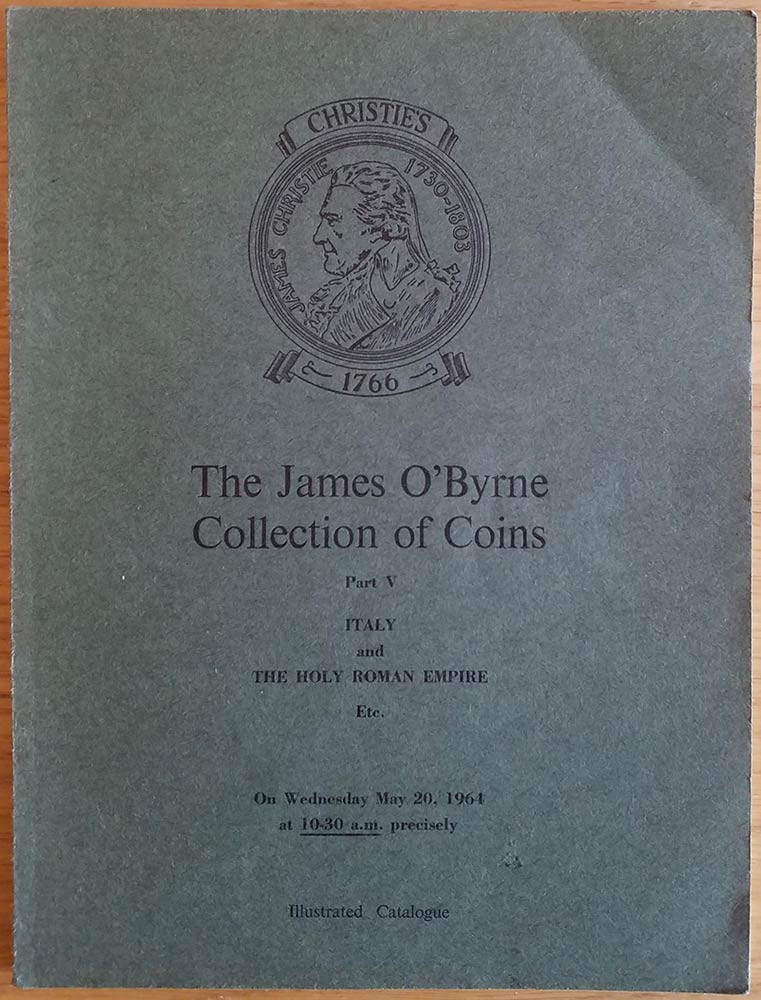 CHRISTIE'S
JAMES CHRISTIE 1730-1803
1766
The James O'Byrne
Collection of Coins
Part V
ITALY
and
THE HOLY ROMAN EMPIRE
Etc.
On Wednesday May 20, 1964
at 10-30 a.m. precisely
Illustrated Catalogue